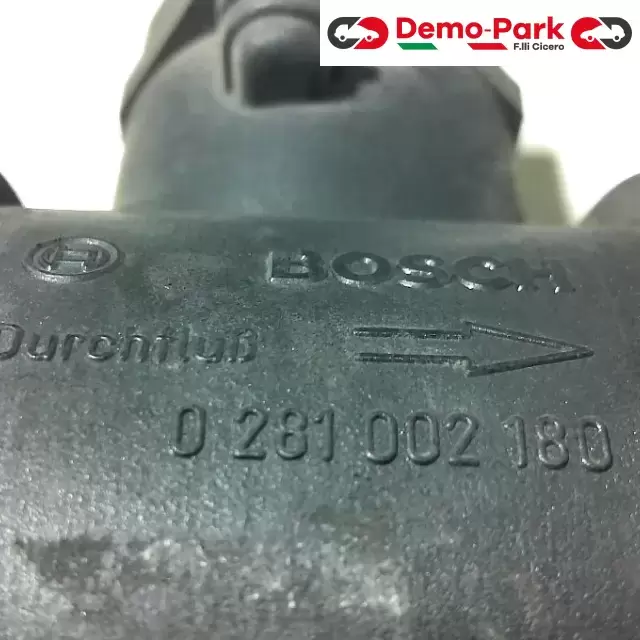 Demo-Park
F.lli Cicero
BOSCH
Durchfluß
0 281 002 180